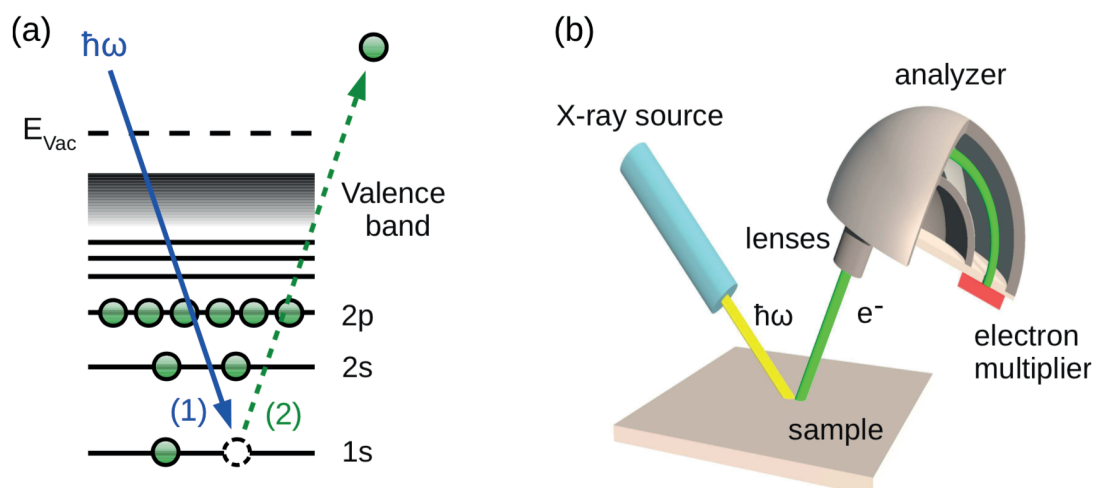 (a)
ħω
E_Vac
Valence
band
2p
2s
(1)
(2)
1s
(b)
analyzer
X-ray source
lenses
ħω
e⁻
electron
multiplier
sample